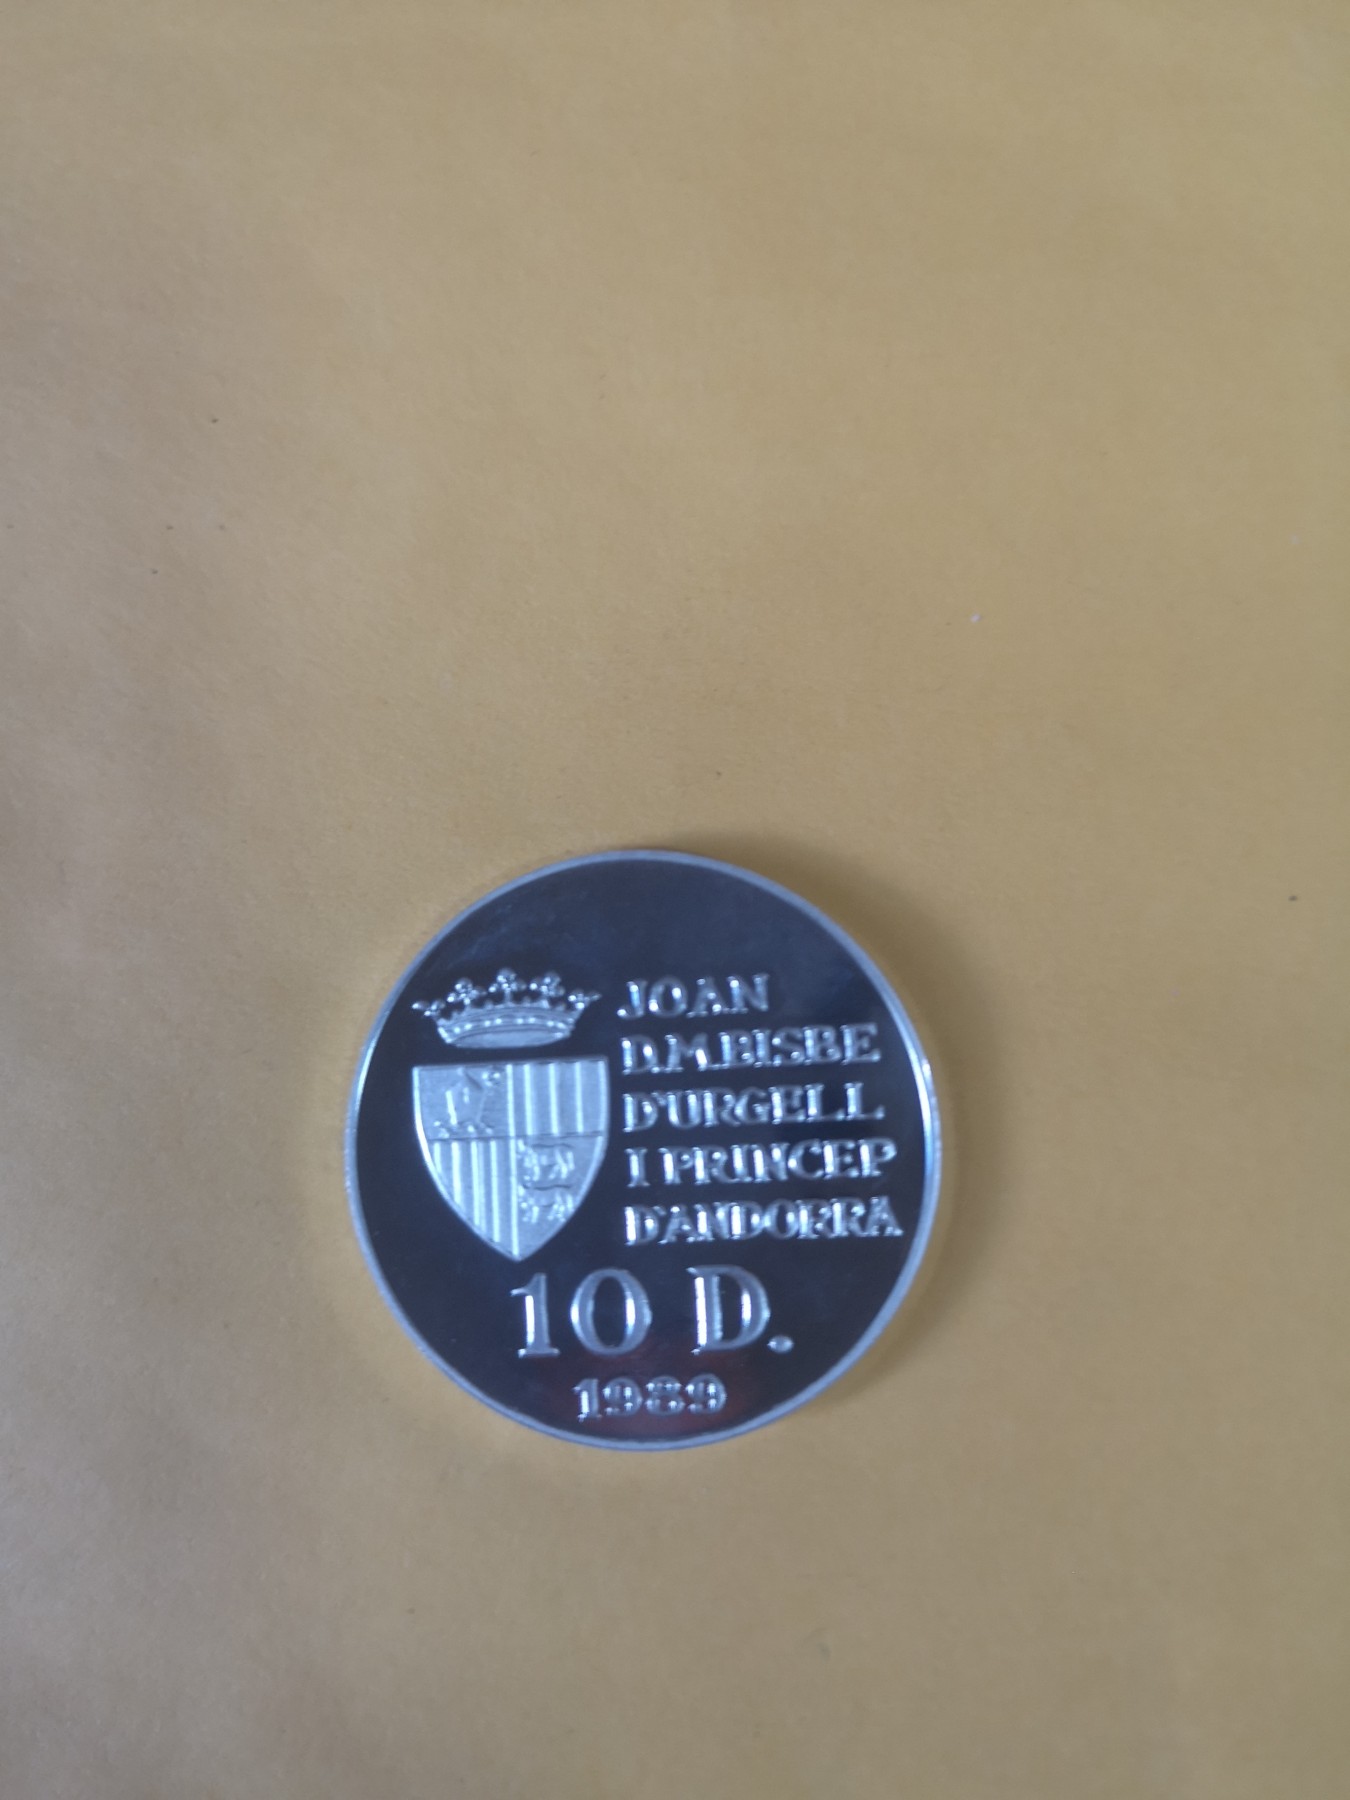 JOAN
D.M.BISBE
D'URGELL
I PRINCEP
D'ANDORRA
10 D.
1989